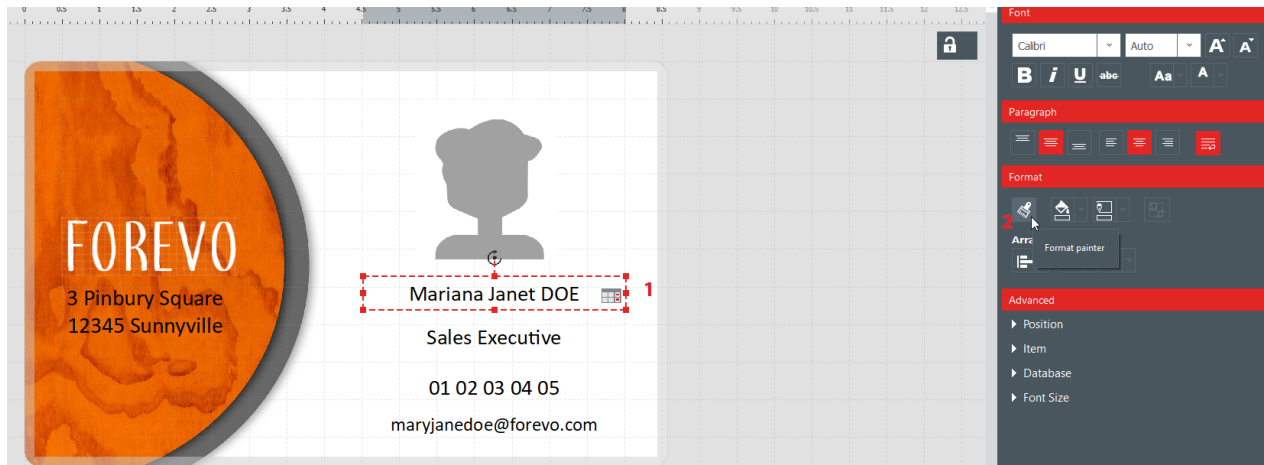 0 0.5 1 1.5 2 2.5 3 3.5 4 4.5 5 5.5 6 6.5 7 7.5 8 8.5 9 9.5 10 10.5 11 11.5 12 12.5
Font
Calibri Auto A A
B i U abc Aa A
Paragraph
Format
2
Arra
Format painter
Advanced
Position
Item
Database
Font Size
FOREVO
3 Pinbury Square
12345 Sunnyville
Mariana Janet DOE 1
Sales Executive
01 02 03 04 05
maryjanedoe@forevo.com